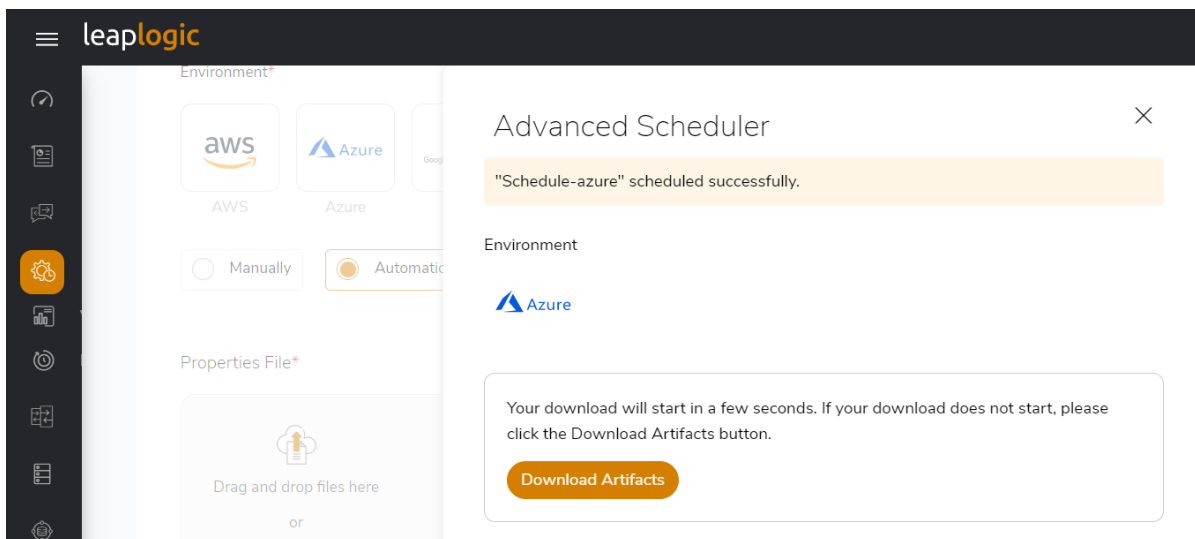 leaplogic
Environment*
aws
Azure
AWS
Azure
Manually
Automatic
Properties File*
Drag and drop files here
or
Advanced Scheduler
"Schedule-azure" scheduled successfully.
Environment
Azure
Your download will start in a few seconds. If your download does not start, please
click the Download Artifacts button.
Download Artifacts